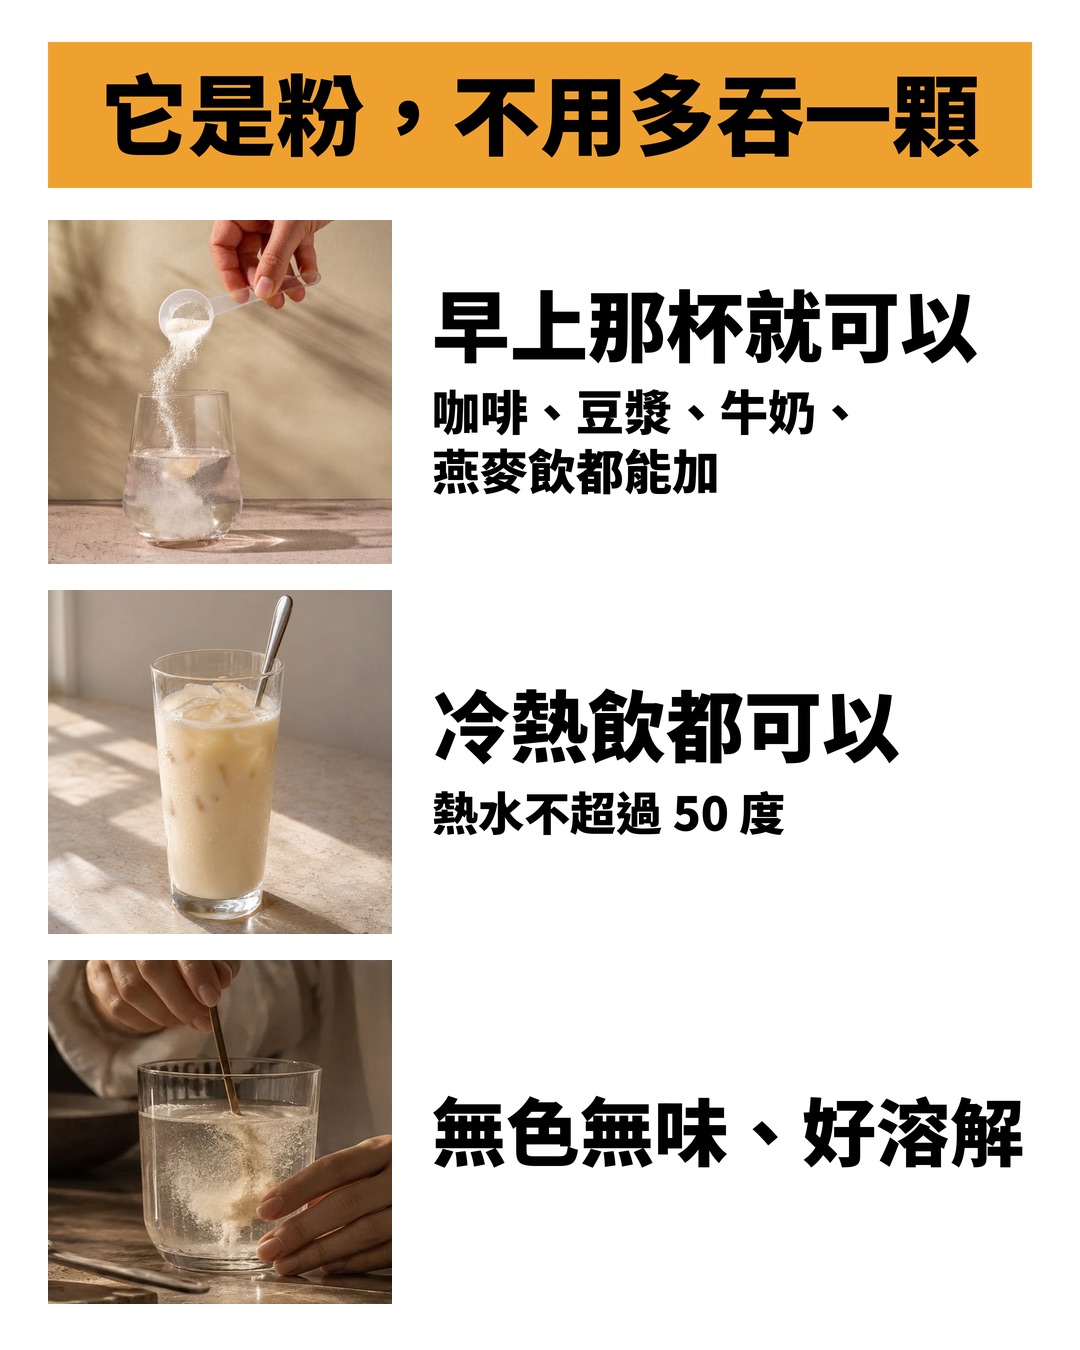 它是粉，不用多吞一顆
早上那杯就可以
咖啡、豆漿、牛奶、
燕麥飲都能加
冷熱飲都可以
熱水不超過 50 度
無色無味、好溶解